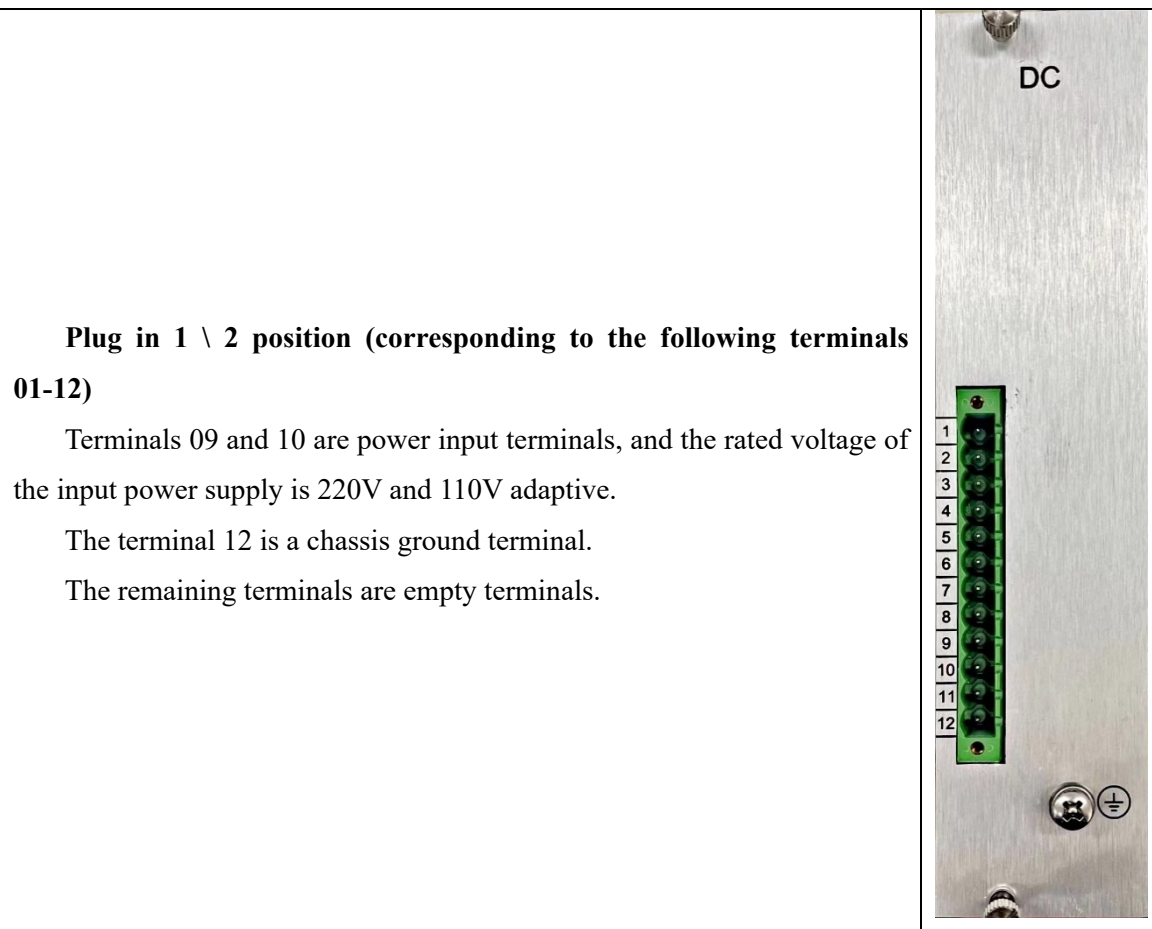 Plug in 1 \ 2 position (corresponding to the following terminals
01-12)
Terminals 09 and 10 are power input terminals, and the rated voltage of
the input power supply is 220V and 110V adaptive.
The terminal 12 is a chassis ground terminal.
The remaining terminals are empty terminals.
DC
1
2
3
4
5
6
7
8
9
10
11
12